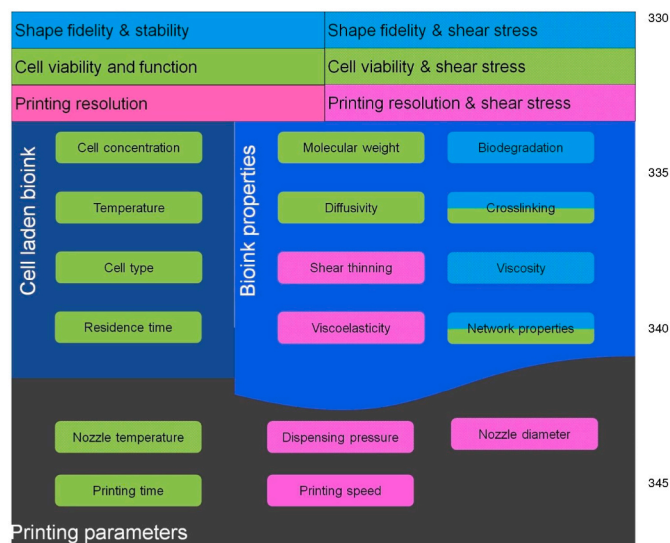 Shape fidelity & stability
Shape fidelity & shear stress
330
Cell viability and function
Cell viability & shear stress
Printing resolution
Printing resolution & shear stress
Cell laden bioink
Cell concentration
Temperature
Cell type
Residence time
Bioink properties
Molecular weight
Biodegradation
Diffusivity
Crosslinking
Shear thinning
Viscosity
Viscoelasticity
Network properties
335
340
Nozzle temperature
Dispensing pressure
Nozzle diameter
Printing time
Printing speed
345
Printing parameters